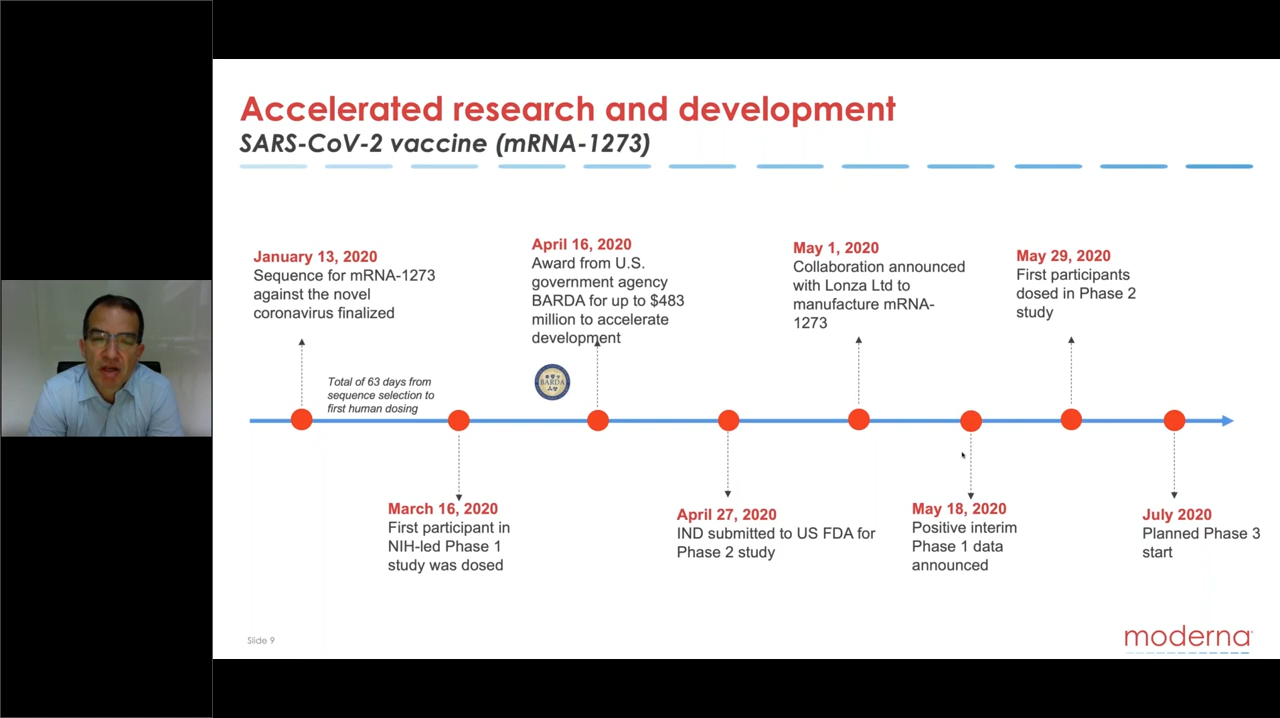 Accelerated research and development
SARS-CoV-2 vaccine (mRNA-1273)
January 13, 2020
Sequence for mRNA-1273
against the novel
coronavirus finalized
Total of 63 days from
sequence selection to
first human dosing
March 16, 2020
First participant in
NIH-led Phase 1
study was dosed
April 16, 2020
Award from U.S.
government agency
BARDA for up to $483
million to accelerate
development
BARDA
April 27, 2020
IND submitted to US FDA for
Phase 2 study
May 1, 2020
Collaboration announced
with Lonza Ltd to
manufacture mRNA-
1273
May 18, 2020
Positive interim
Phase 1 data
announced
May 29, 2020
First participants
dosed in Phase 2
study
July 2020
Planned Phase 3
start
Slide 9
moderna